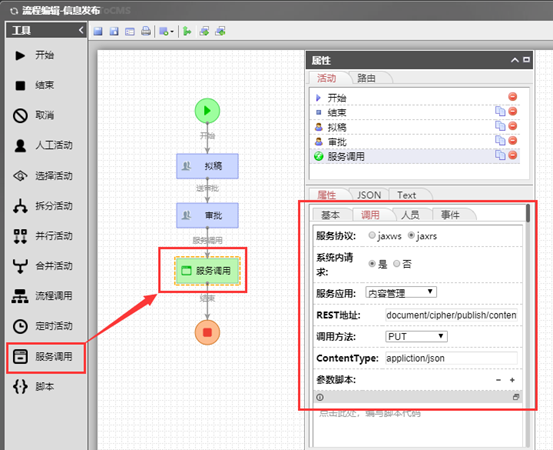 流程编辑-信息发布ToCMS
工具
开始
结束
取消
人工活动
选择活动
拆分活动
并行活动
合并活动
流程调用
定时活动
服务调用
脚本
开始
拟稿
送审批
审批
服务调用
服务调用
结束
属性
活动 路由
开始
结束
拟稿
审批
服务调用
属性 JSON Text
基本 调用 人员 事件
服务协议: jaxws jaxrs
系统内请求: 是 否
服务应用: 内容管理
REST地址: document/cipher/publish/conten
调用方法: PUT
ContentType: appliction/json
参数脚本: - +
点击此处，编写脚本代码